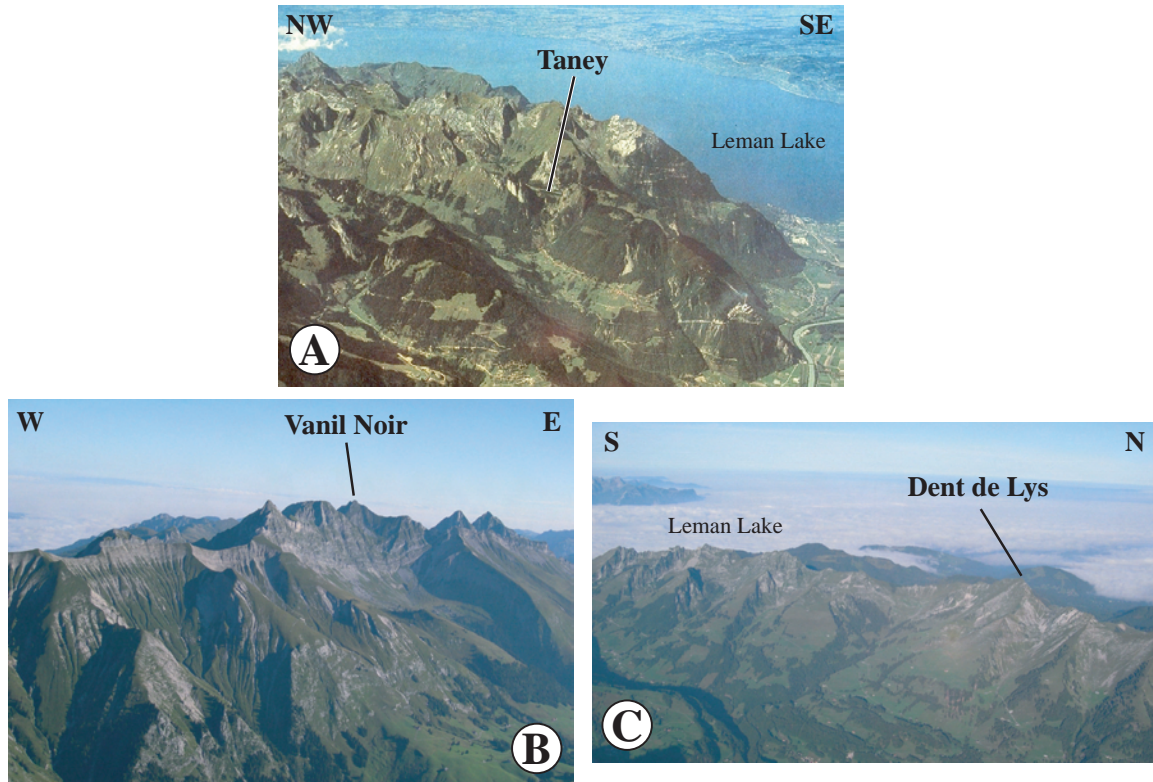 NW
SE
Taney
Leman Lake
A
W
Vanil Noir
E
B
S
N
Dent de Lys
Leman Lake
C